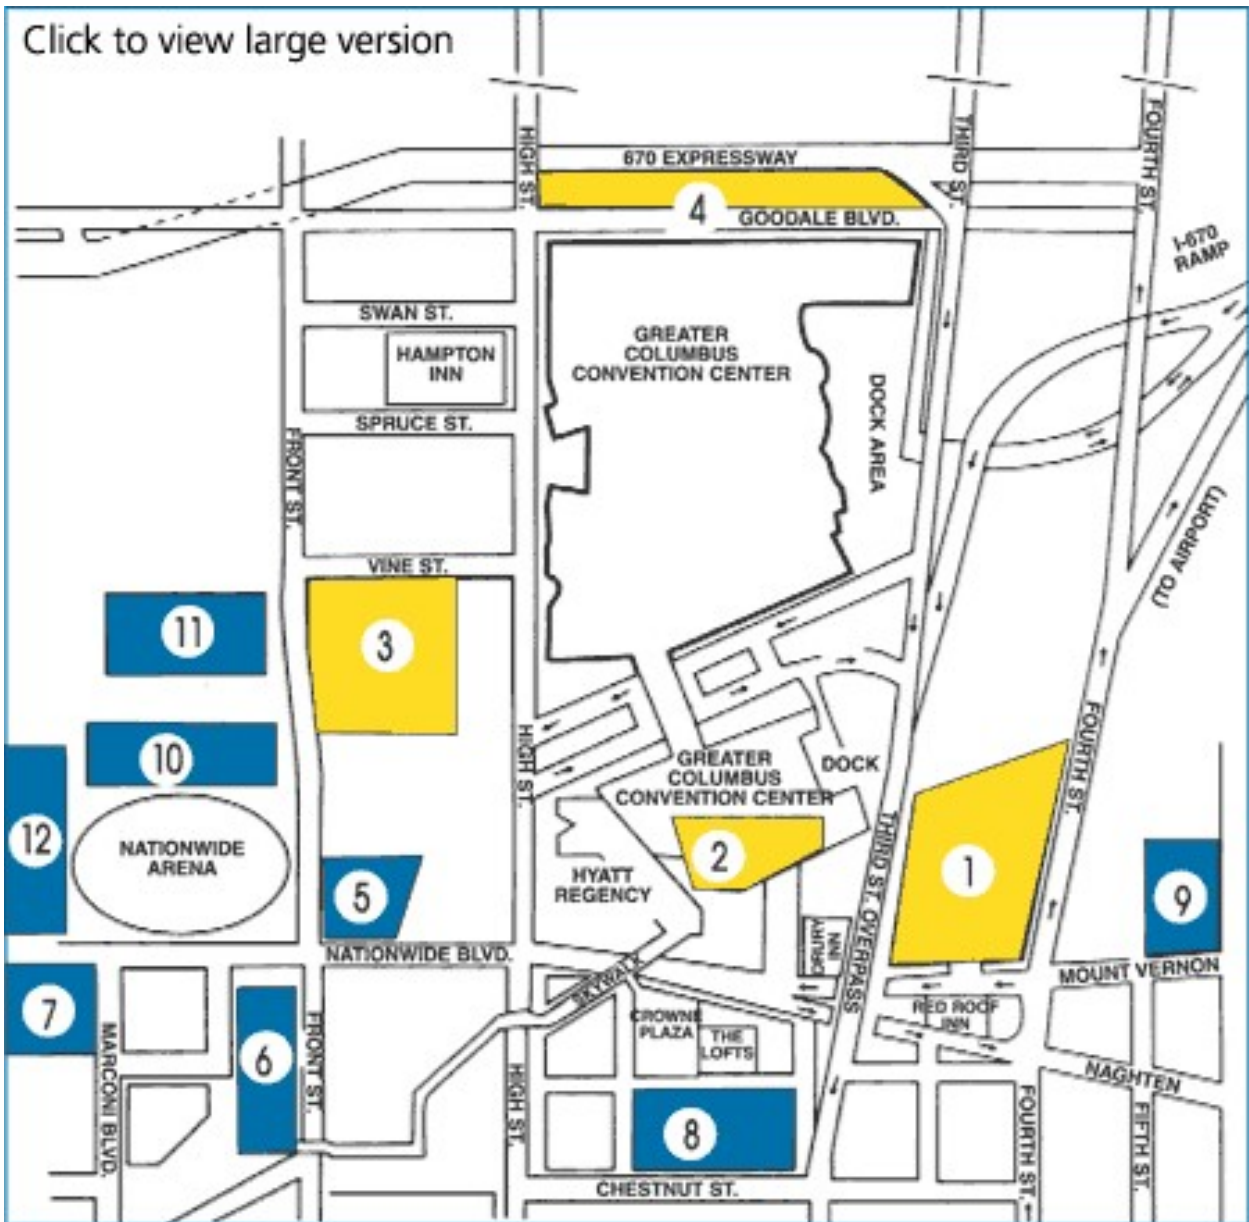 Click to view large version
HIGH ST.
THIRD ST.
FOURTH ST.
670 EXPRESSWAY
4
GOODALE BLVD.
I-670
RAMP
SWAN ST.
HAMPTON
INN
GREATER
COLUMBUS
CONVENTION CENTER
DOCK AREA
SPRUCE ST.
FRONT ST.
(TO AIRPORT)
VINE ST.
11
3
10
HIGH ST.
GREATER
COLUMBUS
CONVENTION CENTER
DOCK
FOURTH ST.
12
NATIONWIDE
ARENA
5
HYATT
REGENCY
2
THIRD ST. OVERPASS
1
9
DRURY
INN
NATIONWIDE BLVD.
SKYWALK
MOUNT VERNON
7
MARCONI BLVD.
6
FRONT ST.
HIGH ST.
CROWNE
PLAZA
THE
LOFTS
RED ROOF
INN
NAGHTEN
8
FOURTH ST.
FIFTH ST.
CHESTNUT ST.